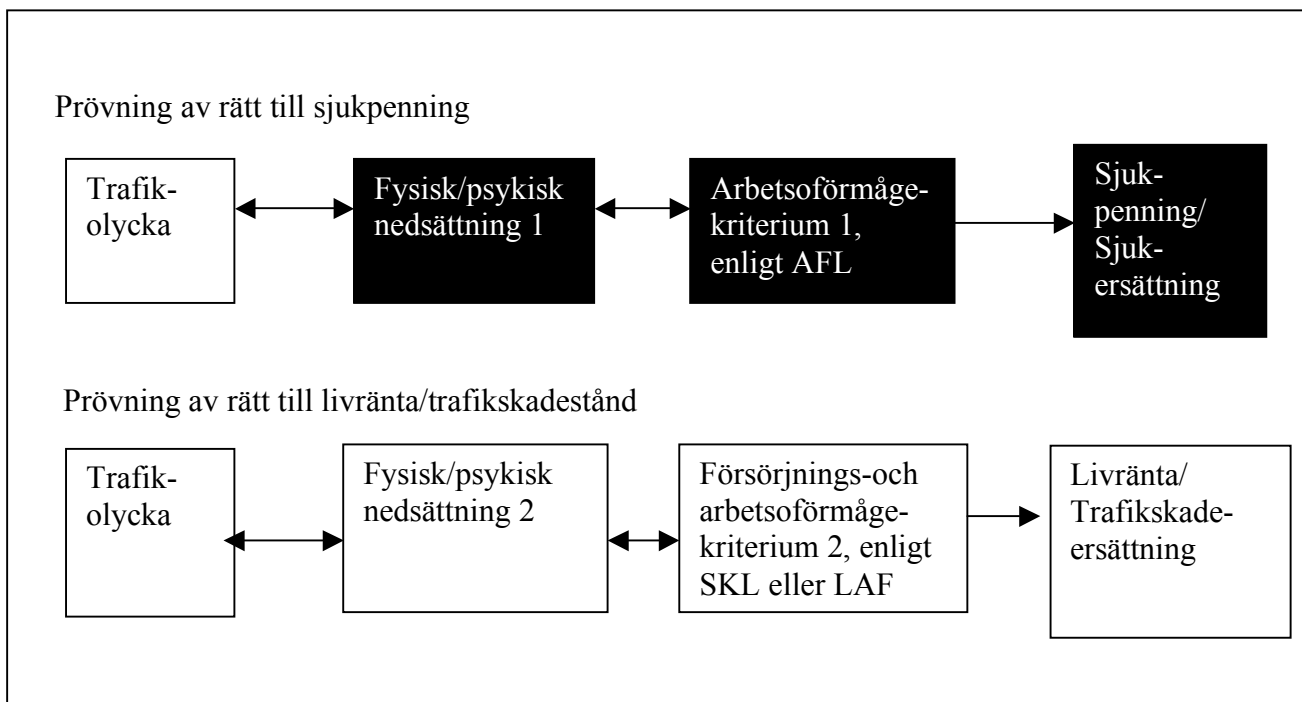 Prövning av rätt till sjukpenning
Trafik-
olycka
Fysisk/psykisk
nedsättning 1
Arbetsoförmåge-
kriterium 1,
enligt AFL
Sjuk-
penning/
Sjuk-
ersättning
Prövning av rätt till livränta/trafikskadestånd
Trafik-
olycka
Fysisk/psykisk
nedsättning 2
Försörjnings-och
arbetsoförmåge-
kriterium 2, enligt
SKL eller LAF
Livränta/
Trafikskade-
ersättning